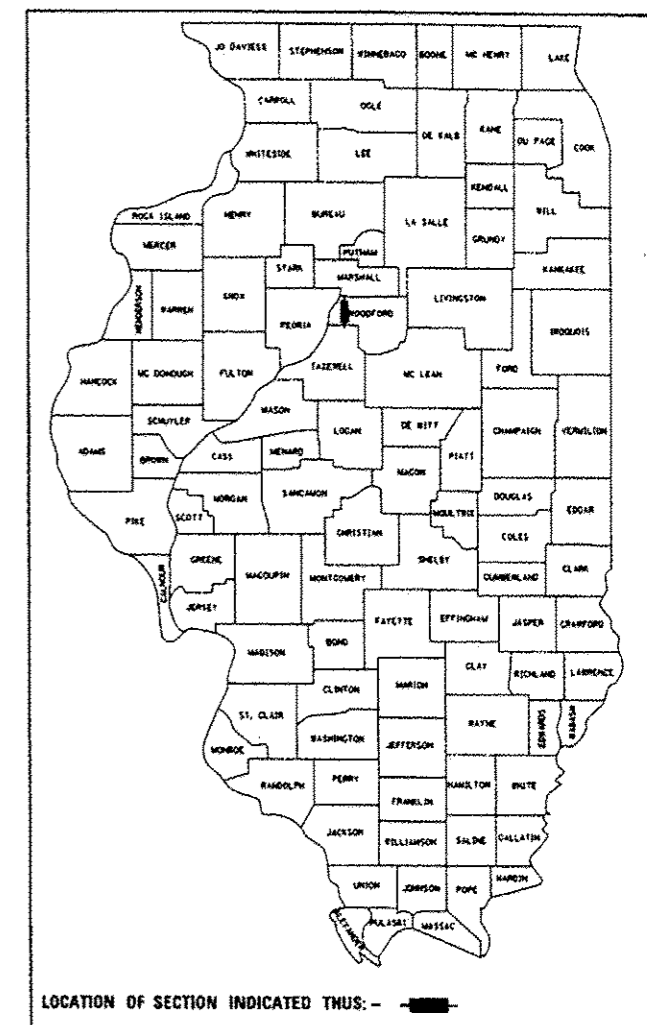 JO DAVIESS STEPHENSON WINNEBAGO BOONE MC HENRY LAKE
CARROLL OGLE DE KALB KANE DU PAGE COOK
WHITESIDE LEE KENDALL WILL
ROCK ISLAND HENRY BUREAU LA SALLE GRUNDY
MERCER PUTNAM KANKAKEE
STARK MARSHALL
HENDERSON WARREN KNOX PEORIA WOODFORD LIVINGSTON IROQUOIS
HANCOCK MC DONOUGH FULTON TAZEWELL MC LEAN FORD
MASON
SCHUYLER LOGAN DE WITT CHAMPAIGN VERMILION
ADAMS BROWN CASS MENARD PIATT
MACON
PIKE SCOTT MORGAN SANGAMON MOULTRIE DOUGLAS EDGAR
CHRISTIAN COLES
GREENE MACOUPIN MONTGOMERY SHELBY CUMBERLAND CLARK
CALHOUN JERSEY
FAYETTE EFFINGHAM JASPER CRAWFORD
MADISON BOND
CLAY RICHLAND LAWRENCE
CLINTON MARION
ST. CLAIR WAYNE EDWARDS WABASH
MONROE WASHINGTON JEFFERSON
RANDOLPH PERRY HAMILTON WHITE
FRANKLIN
JACKSON WILLIAMSON SALINE GALLATIN
UNION JOHNSON POPE HARDIN
ALEXANDER PULASKI MASSAC
LOCATION OF SECTION INDICATED THUS: -